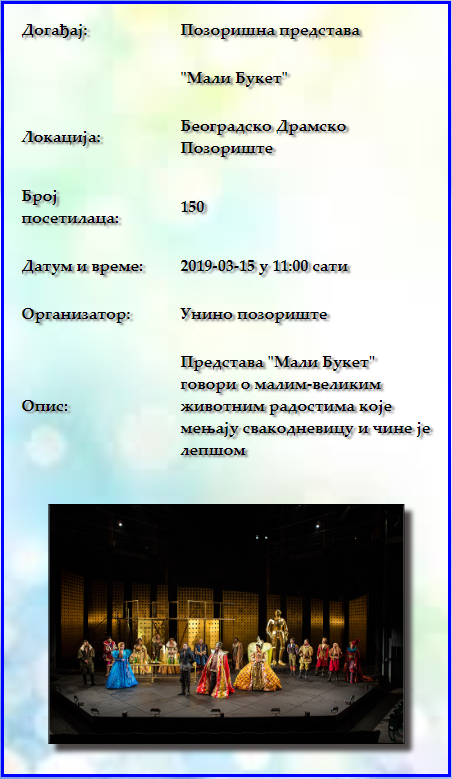 Догађај: Позоришна представа
"Мали Букет"
Локација: Београдско Драмско
Позориште
Број
посетилаца: 150
Датум и време: 2019-03-15 у 11:00 сати
Организатор: Унино позориште
Опис: Представа "Мали Букет"
говори о малим-великим
животним радостима које
мењају свакодневицу и чине је
лепшом